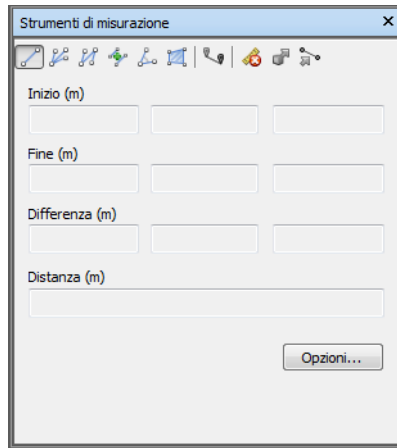 Strumenti di misurazione
Inizio (m)
Fine (m)
Differenza (m)
Distanza (m)
Opzioni...